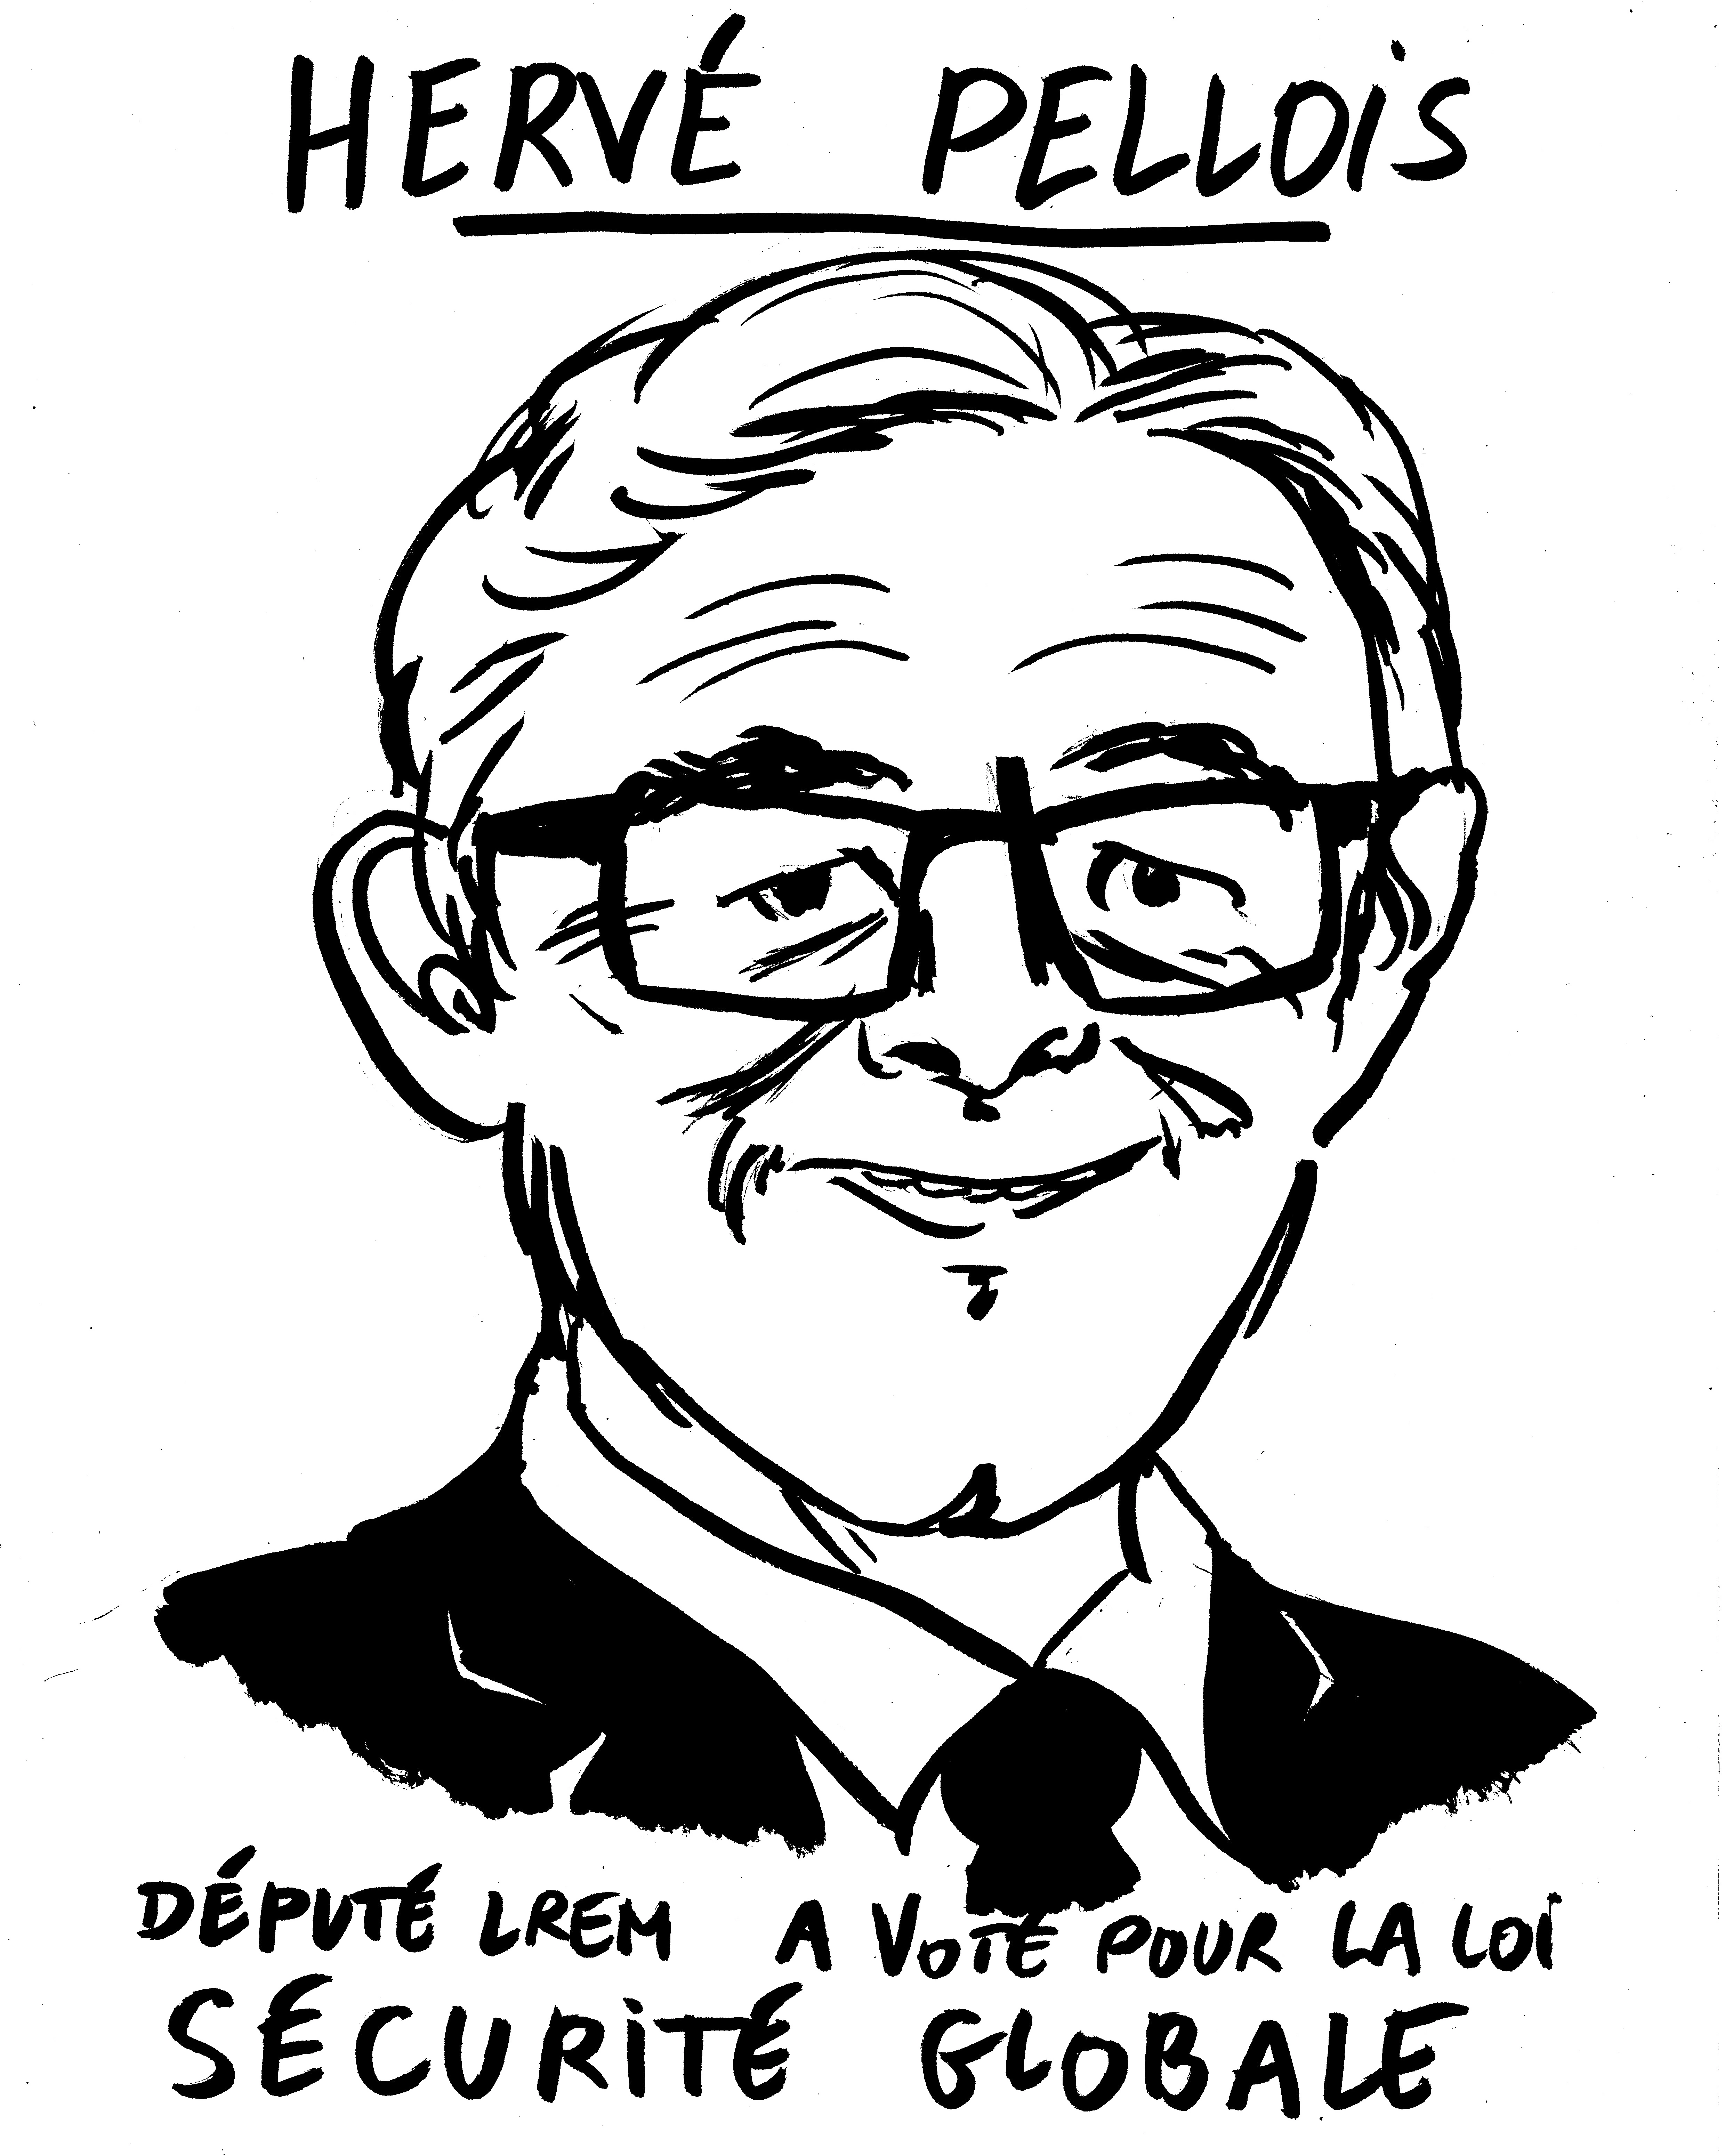 HERVÉ PELLOIS
DÉPUTÉ LREM A VOTÉ POUR LA LOI
SÉCURITÉ GLOBALE